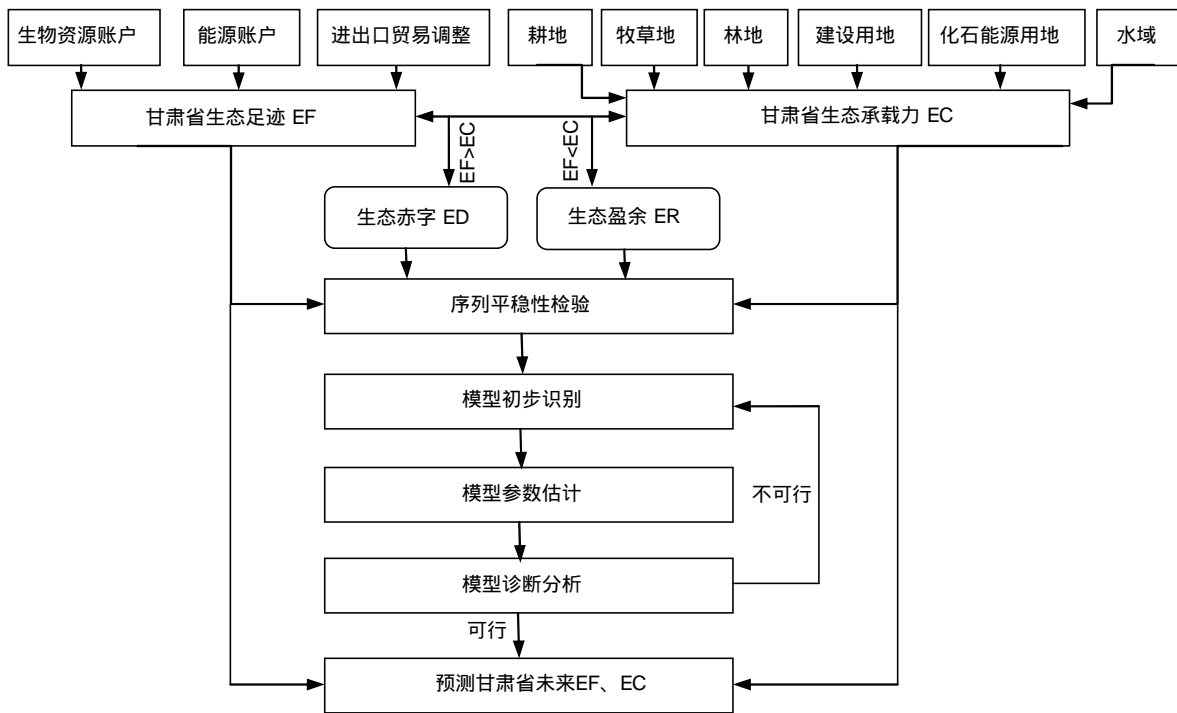 生物资源账户
能源账户
进出口贸易调整
耕地
牧草地
林地
建设用地
化石能源用地
水域
甘肃省生态足迹 EF
甘肃省生态承载力 EC
EF>EC
EF<EC
生态赤字 ED
生态盈余 ER
序列平稳性检验
模型初步识别
模型参数估计
不可行
模型诊断分析
可行
预测甘肃省未来EF、EC